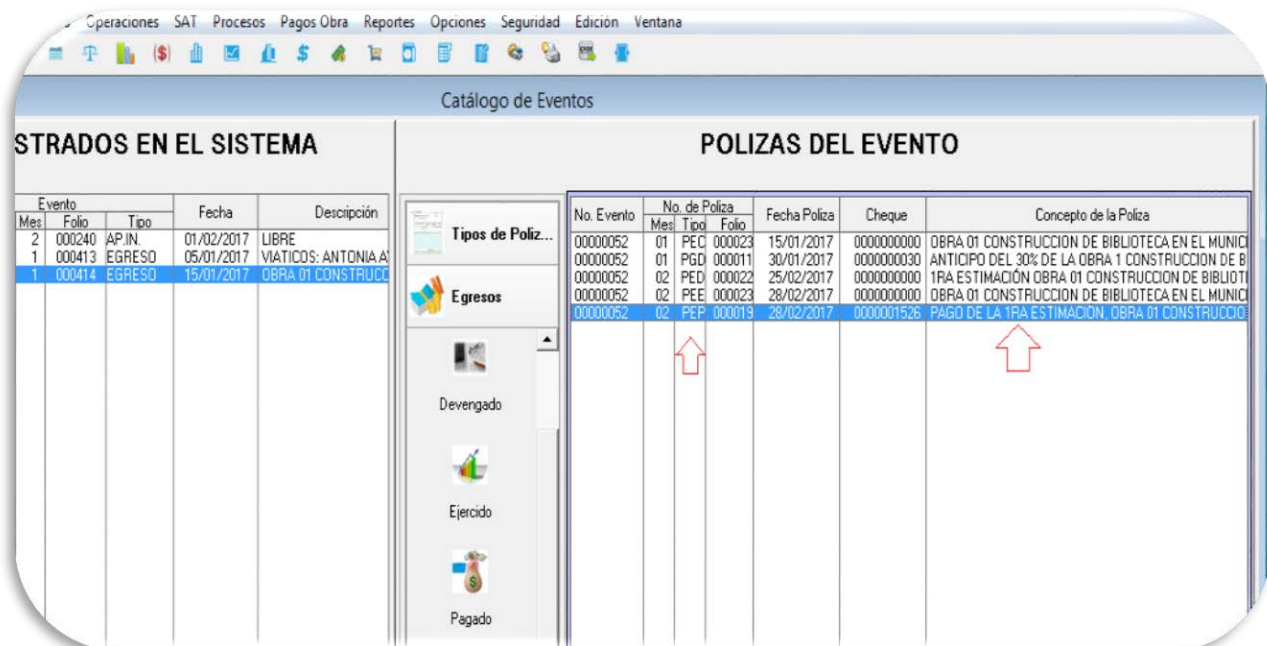 Operaciones SAT Procesos Pagos Obra Reportes Opciones Seguridad Edición Ventana
Catálogo de Eventos
STRADOS EN EL SISTEMA
POLIZAS DEL EVENTO
Evento Fecha Descripción
Mes Folio Tipo
2 000240 AP.IN. 01/02/2017 LIBRE
1 000413 EGRESO 05/01/2017 VIATICOS: ANTONIA A
1 000414 EGRESO 15/01/2017 OBRA 01 CONSTRUCC
Tipos de Poliz...
Egresos
Devengado
Ejercido
Pagado
No. Evento No. de Poliza Fecha Poliza Cheque Concepto de la Poliza
Mes Tipo Folio
00000052 01 PEC 000023 15/01/2017 0000000000 OBRA 01 CONSTRUCCION DE BIBLIOTECA EN EL MUNICI
00000052 01 PGD 000011 30/01/2017 0000000030 ANTICIPO DEL 30% DE LA OBRA 1 CONSTRUCCION DE B
00000052 02 PED 000022 25/02/2017 0000000000 1RA ESTIMACIÓN OBRA 01 CONSTRUCCION DE BIBLIOT
00000052 02 PEE 000023 28/02/2017 0000000000 OBRA 01 CONSTRUCCION DE BIBLIOTECA EN EL MUNICI
00000052 02 PEP 000019 28/02/2017 0000001526 PAGO DE LA 1RA ESTIMACIÓN, OBRA 01 CONSTRUCCIO